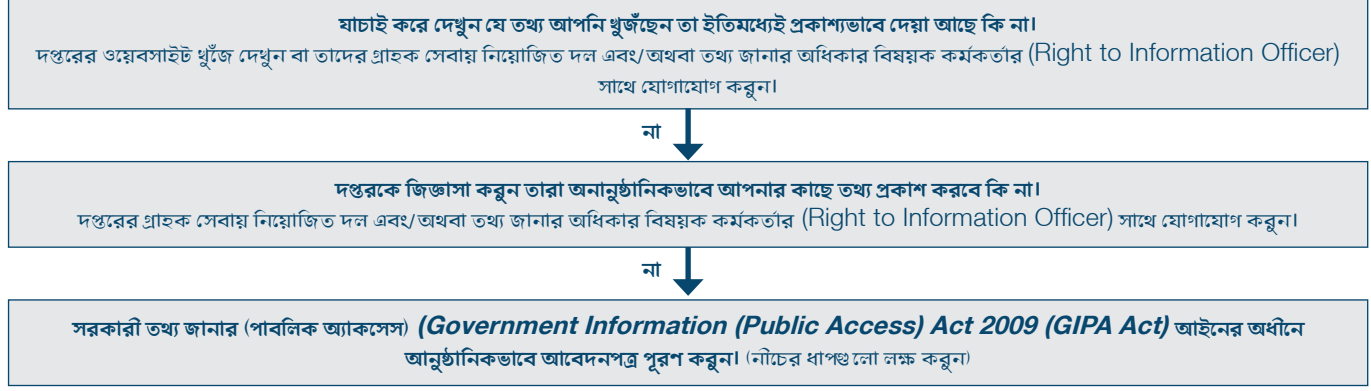 যাচাই করে দেখুন যে তথ্য আপনি খুজঁছেন তা ইতিমধ্যেই প্রকাশ্যভাবে দেয়া আছে কি না।
দপ্তরের ওয়েবসাইট খুঁজে দেখুন বা তাদের গ্রাহক সেবায় নিয়োজিত দল এবং/অথবা তথ্য জানার অধিকার বিষয়ক কর্মকর্তার (Right to Information Officer)
সাথে যোগাযোগ করুন।
না
দপ্তরকে জিজ্ঞাসা করুন তারা অনানুষ্ঠানিকভাবে আপনার কাছে তথ্য প্রকাশ করবে কি না।
দপ্তরের গ্রাহক সেবায় নিয়োজিত দল এবং/অথবা তথ্য জানার অধিকার বিষয়ক কর্মকর্তার (Right to Information Officer) সাথে যোগাযোগ করুন।
না
সরকারী তথ্য জানার (পাবলিক অ্যাকসেস) (Government Information (Public Access) Act 2009 (GIPA Act) আইনের অধীনে
আনুষ্ঠানিকভাবে আবেদনপত্র পূরণ করুন। (নীচের ধাপগুলো লক্ষ করুন)